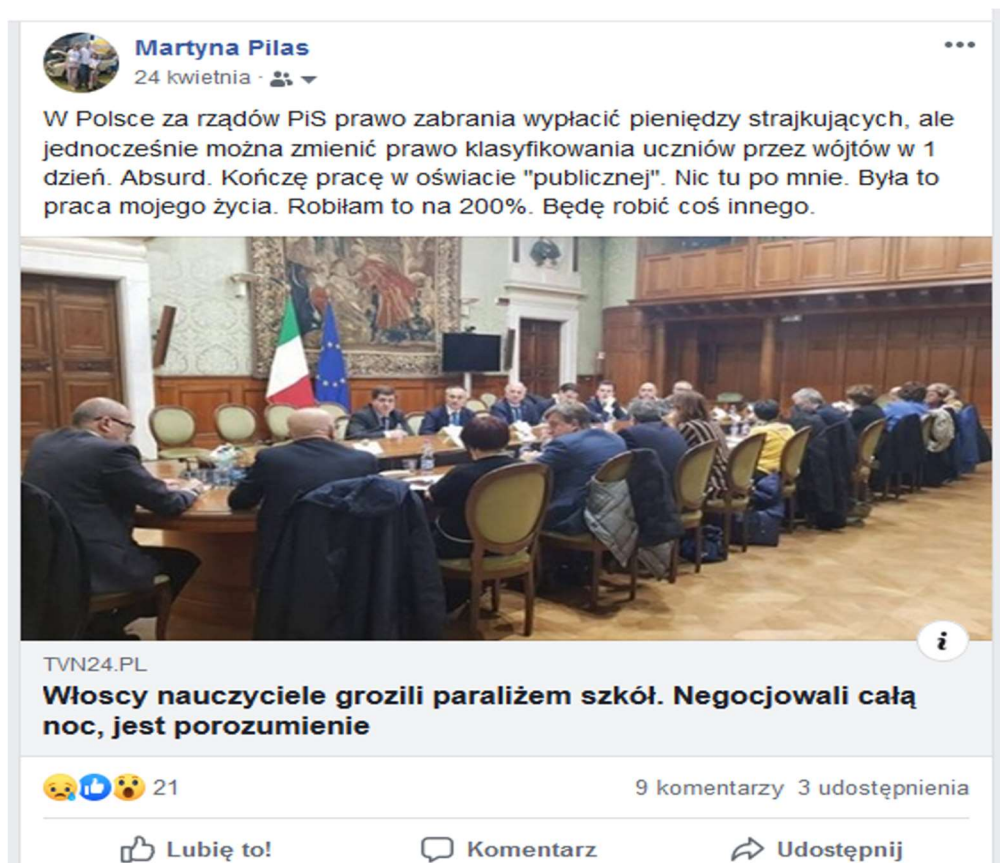 Martyna Pilas
24 kwietnia ·
W Polsce za rządów PiS prawo zabrania wypłacić pieniędzy strajkujących, ale
jednocześnie można zmienić prawo klasyfikowania uczniów przez wójtów w 1
dzień. Absurd. Kończę pracę w oświacie "publicznej". Nic tu po mnie. Była to
praca mojego życia. Robiłam to na 200%. Będę robić coś innego.
i
TVN24.PL
Włoscy nauczyciele grozili paraliżem szkół. Negocjowali całą
noc, jest porozumienie
21 9 komentarzy 3 udostępnienia
Lubię to! Komentarz Udostępnij